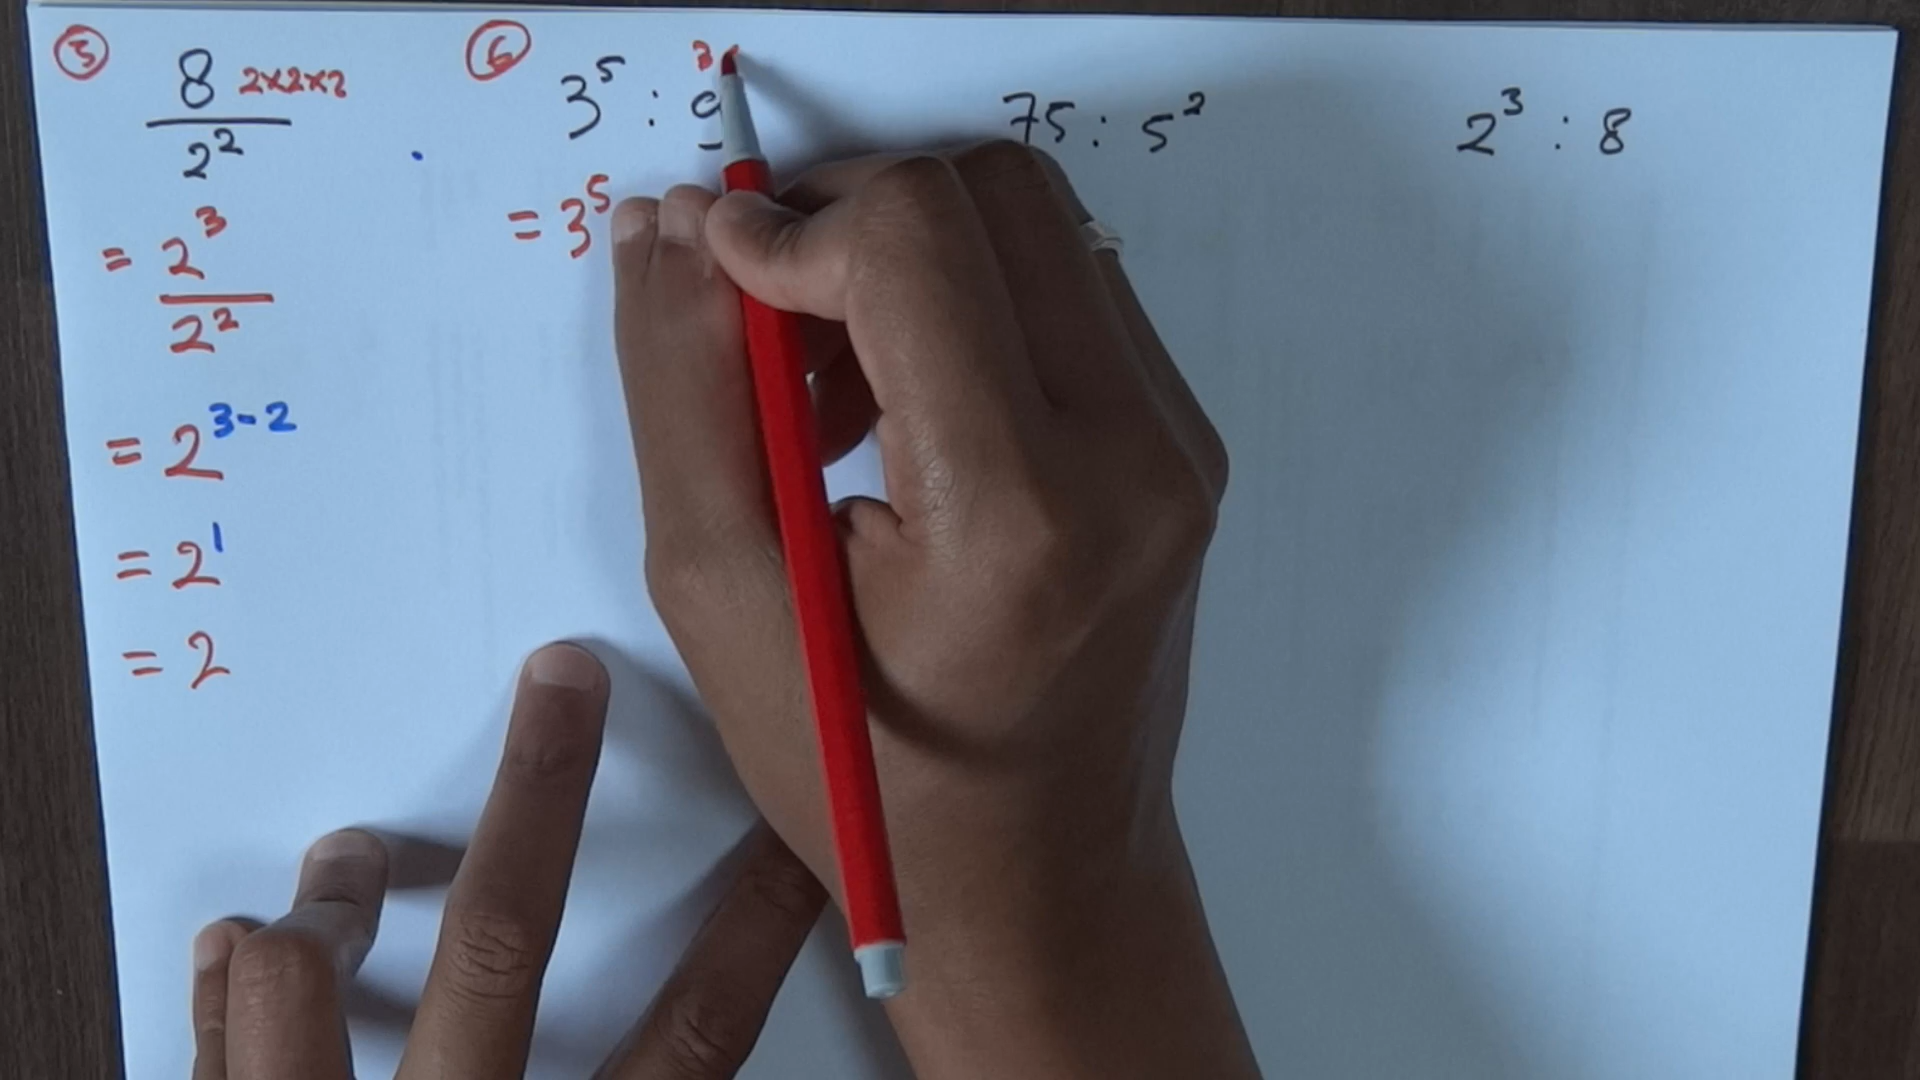 ⑤ 8 2×2×2
2²
= 2³
2²
= 2³⁻²
= 2¹
= 2
⑥ 3⁵ : 9
3
= 3⁵
75 : 5²
2³ : 8